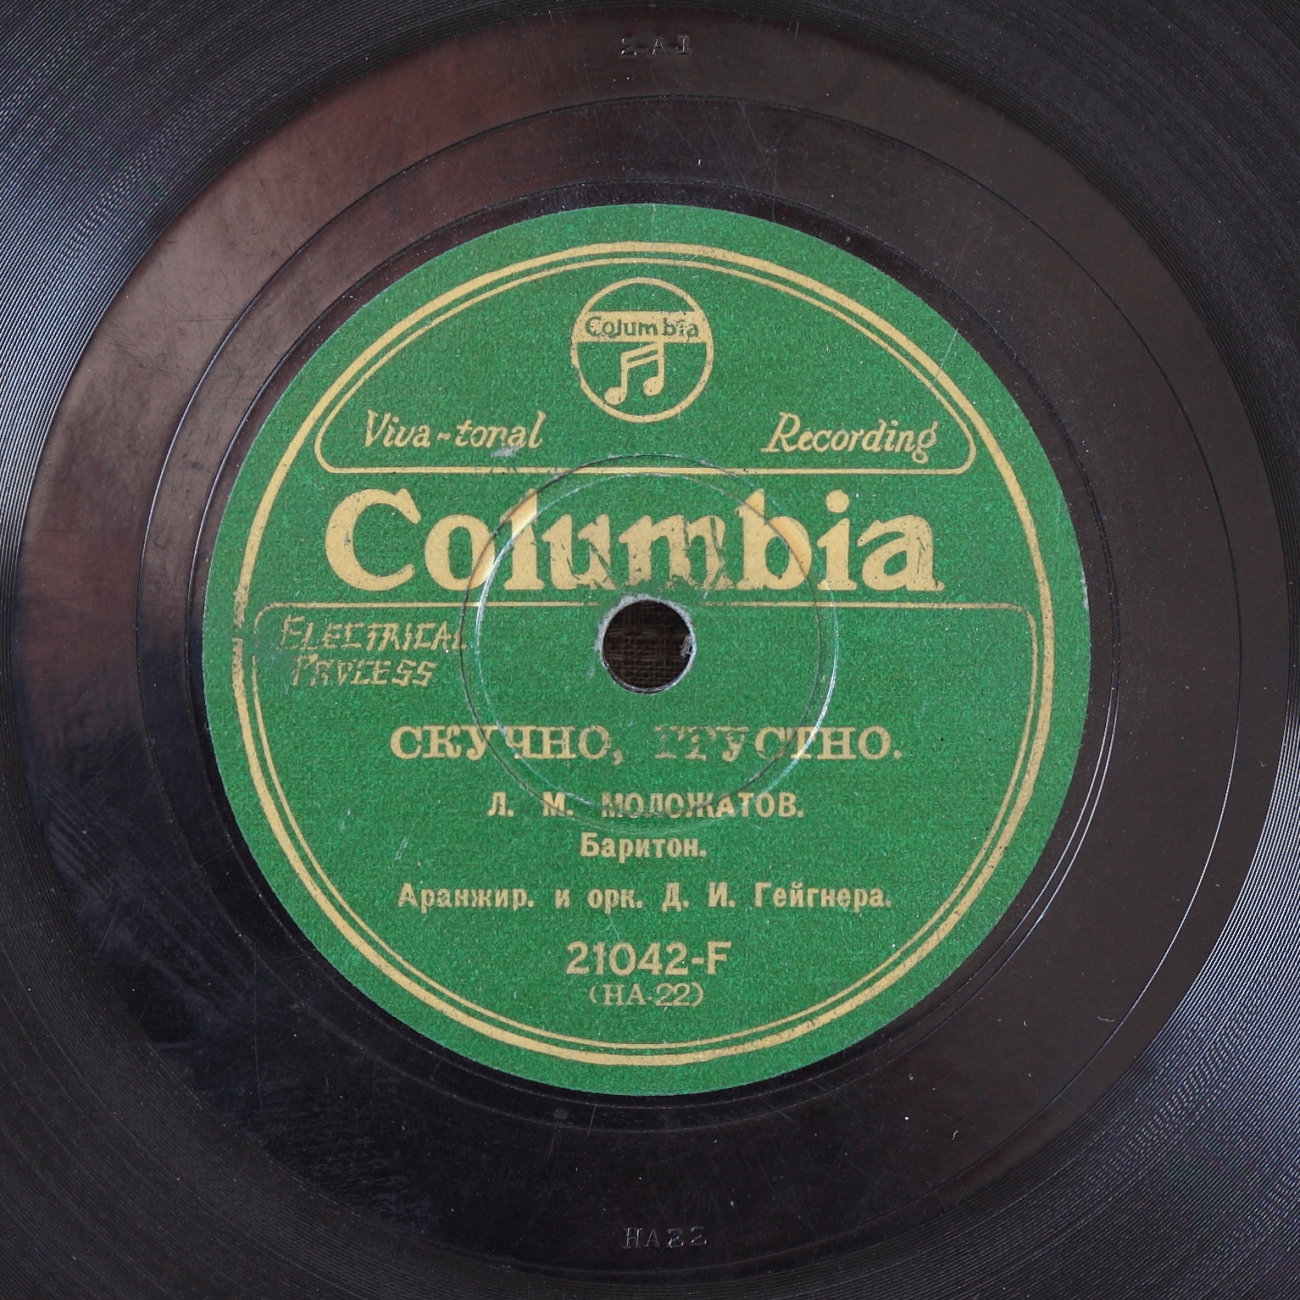 2-A-1
Columbia
Viva-tonal Recording
Columbia
ELECTRICAL
PROCESS
СКУЧНО, ГРУСТНО.
Л. М. МОЛОЖАТОВ.
Баритон.
Аранжир. и орк. Д. И. Гейгнера.
21042-F
(HA-22)
HA22